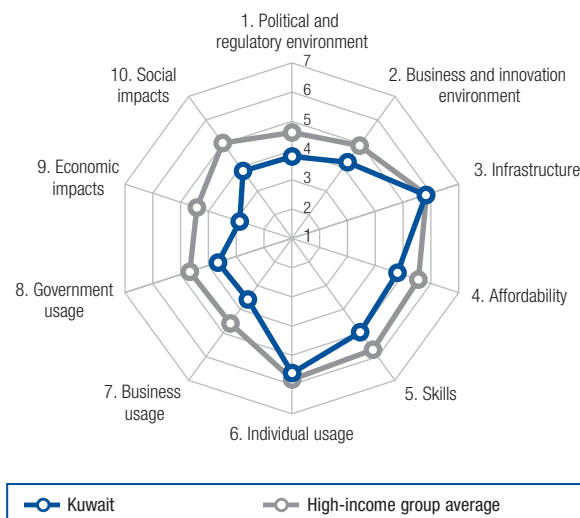 1. Political and
regulatory environment
10. Social
impacts
2. Business and innovation
environment
9. Economic
impacts
3. Infrastructure
8. Government
usage
4. Affordability
7. Business
usage
5. Skills
6. Individual usage
7
6
5
4
3
2
1
Kuwait
High-income group average